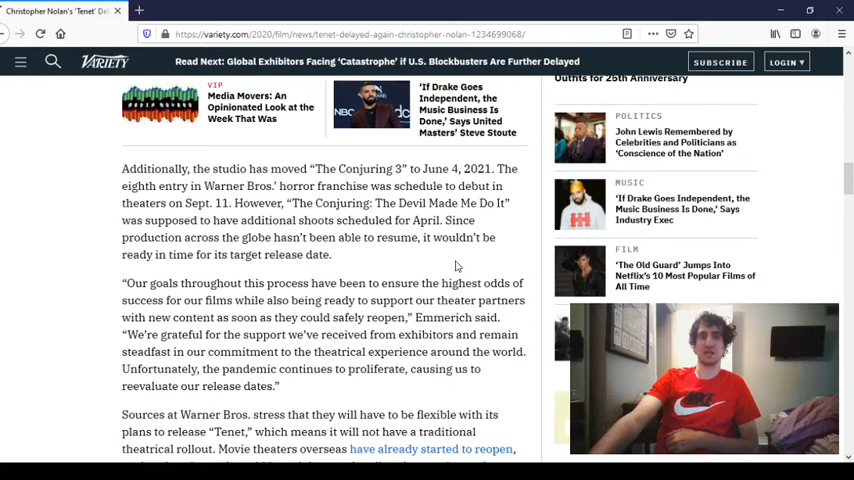 Christopher Nolan's 'Tenet' Del
https://variety.com/2020/film/news/tenet-delayed-again-christopher-nolan-1234699068/
VARIETY
Read Next: Global Exhibitors Facing ‘Catastrophe’ if U.S. Blockbusters Are Further Delayed
SUBSCRIBE
LOGIN
VIP
Media Movers: An
Opinionated Look at the
Week That Was
‘If Drake Goes
Independent, the
Music Business Is
Done,’ Says United
Masters’ Steve Stoute
Additionally, the studio has moved “The Conjuring 3” to June 4, 2021. The
eighth entry in Warner Bros.’ horror franchise was schedule to debut in
theaters on Sept. 11. However, “The Conjuring: The Devil Made Me Do It”
was supposed to have additional shoots scheduled for April. Since
production across the globe hasn’t been able to resume, it wouldn’t be
ready in time for its target release date.
“Our goals throughout this process have been to ensure the highest odds of
success for our films while also being ready to support our theater partners
with new content as soon as they could safely reopen,” Emmerich said.
“We’re grateful for the support we’ve received from exhibitors and remain
steadfast in our commitment to the theatrical experience around the world.
Unfortunately, the pandemic continues to proliferate, causing us to
reevaluate our release dates.”
Sources at Warner Bros. stress that they will have to be flexible with its
plans to release “Tenet,” which means it will not have a traditional
theatrical rollout. Movie theaters overseas have already started to reopen,
Outfits for 25th Anniversary
POLITICS
John Lewis Remembered by
Celebrities and Politicians as
‘Conscience of the Nation’
MUSIC
‘If Drake Goes Independent, the
Music Business Is Done,’ Says
Industry Exec
FILM
‘The Old Guard’ Jumps Into
Netflix’s 10 Most Popular Films of
All Time
NIKE